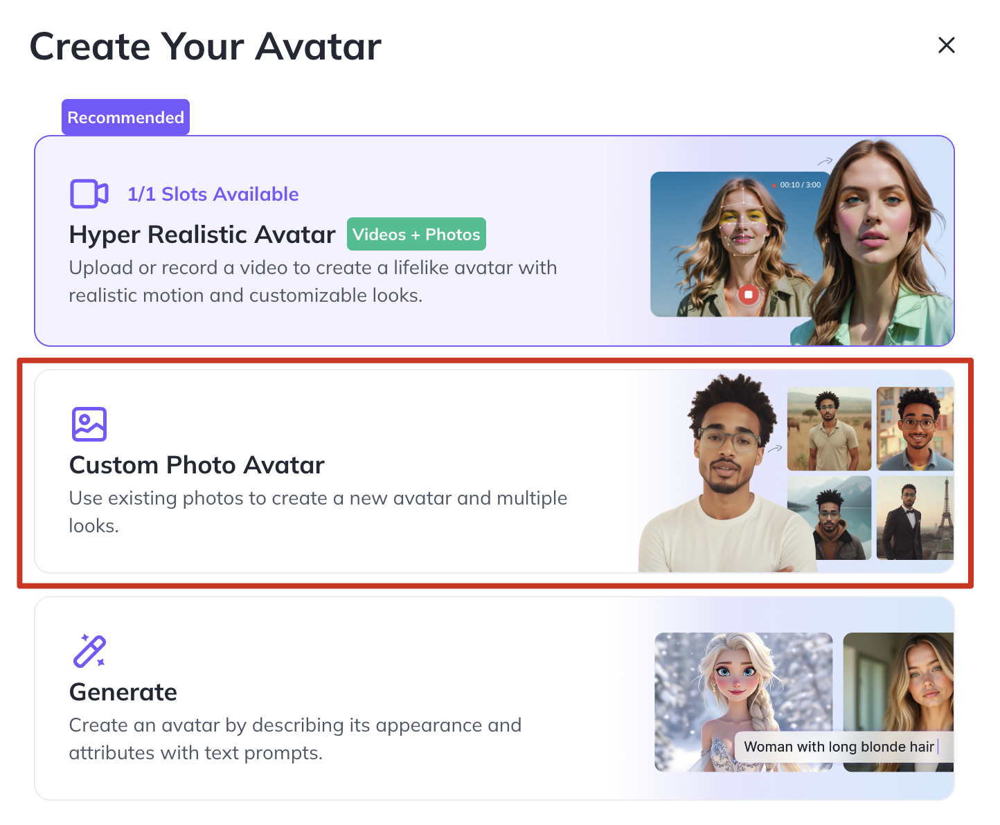 Create Your Avatar
Recommended
1/1 Slots Available
Hyper Realistic Avatar Videos + Photos
Upload or record a video to create a lifelike avatar with
realistic motion and customizable looks.
00:10 / 3:00
Custom Photo Avatar
Use existing photos to create a new avatar and multiple
looks.
Generate
Create an avatar by describing its appearance and
attributes with text prompts.
Woman with long blonde hair